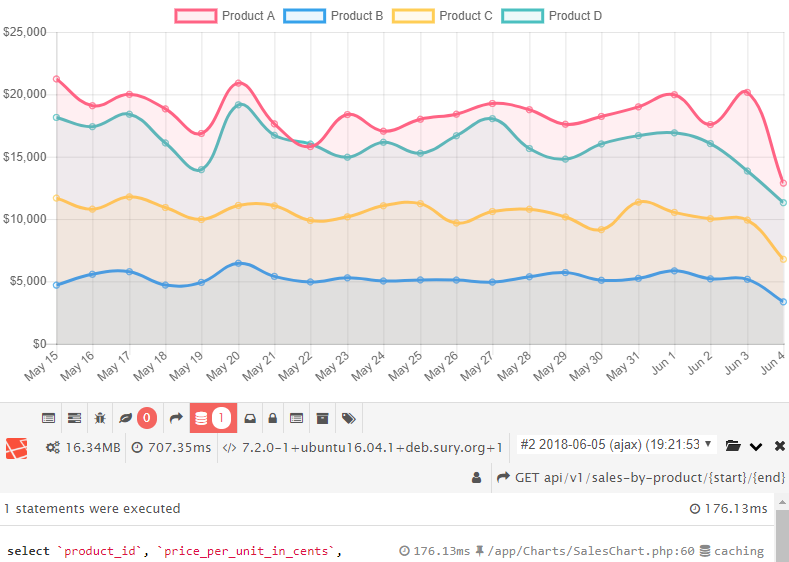 Product A Product B Product C Product D
$25,000
$20,000
$15,000
$10,000
$5,000
$0
May 15 May 16 May 17 May 18 May 19 May 20 May 21 May 22 May 23 May 24 May 25 May 26 May 27 May 28 May 29 May 30 May 31 Jun 1 Jun 2 Jun 3 Jun 4
0 1
16.34MB 707.35ms 7.2.0-1+ubuntu16.04.1+deb.sury.org+1 #2 2018-06-05 (ajax) (19:21:53
GET api/v1/sales-by-product/{start}/{end}
1 statements were executed 176.13ms
select `product_id`, `price_per_unit_in_cents`, 176.13ms /app/Charts/SalesChart.php:60 caching